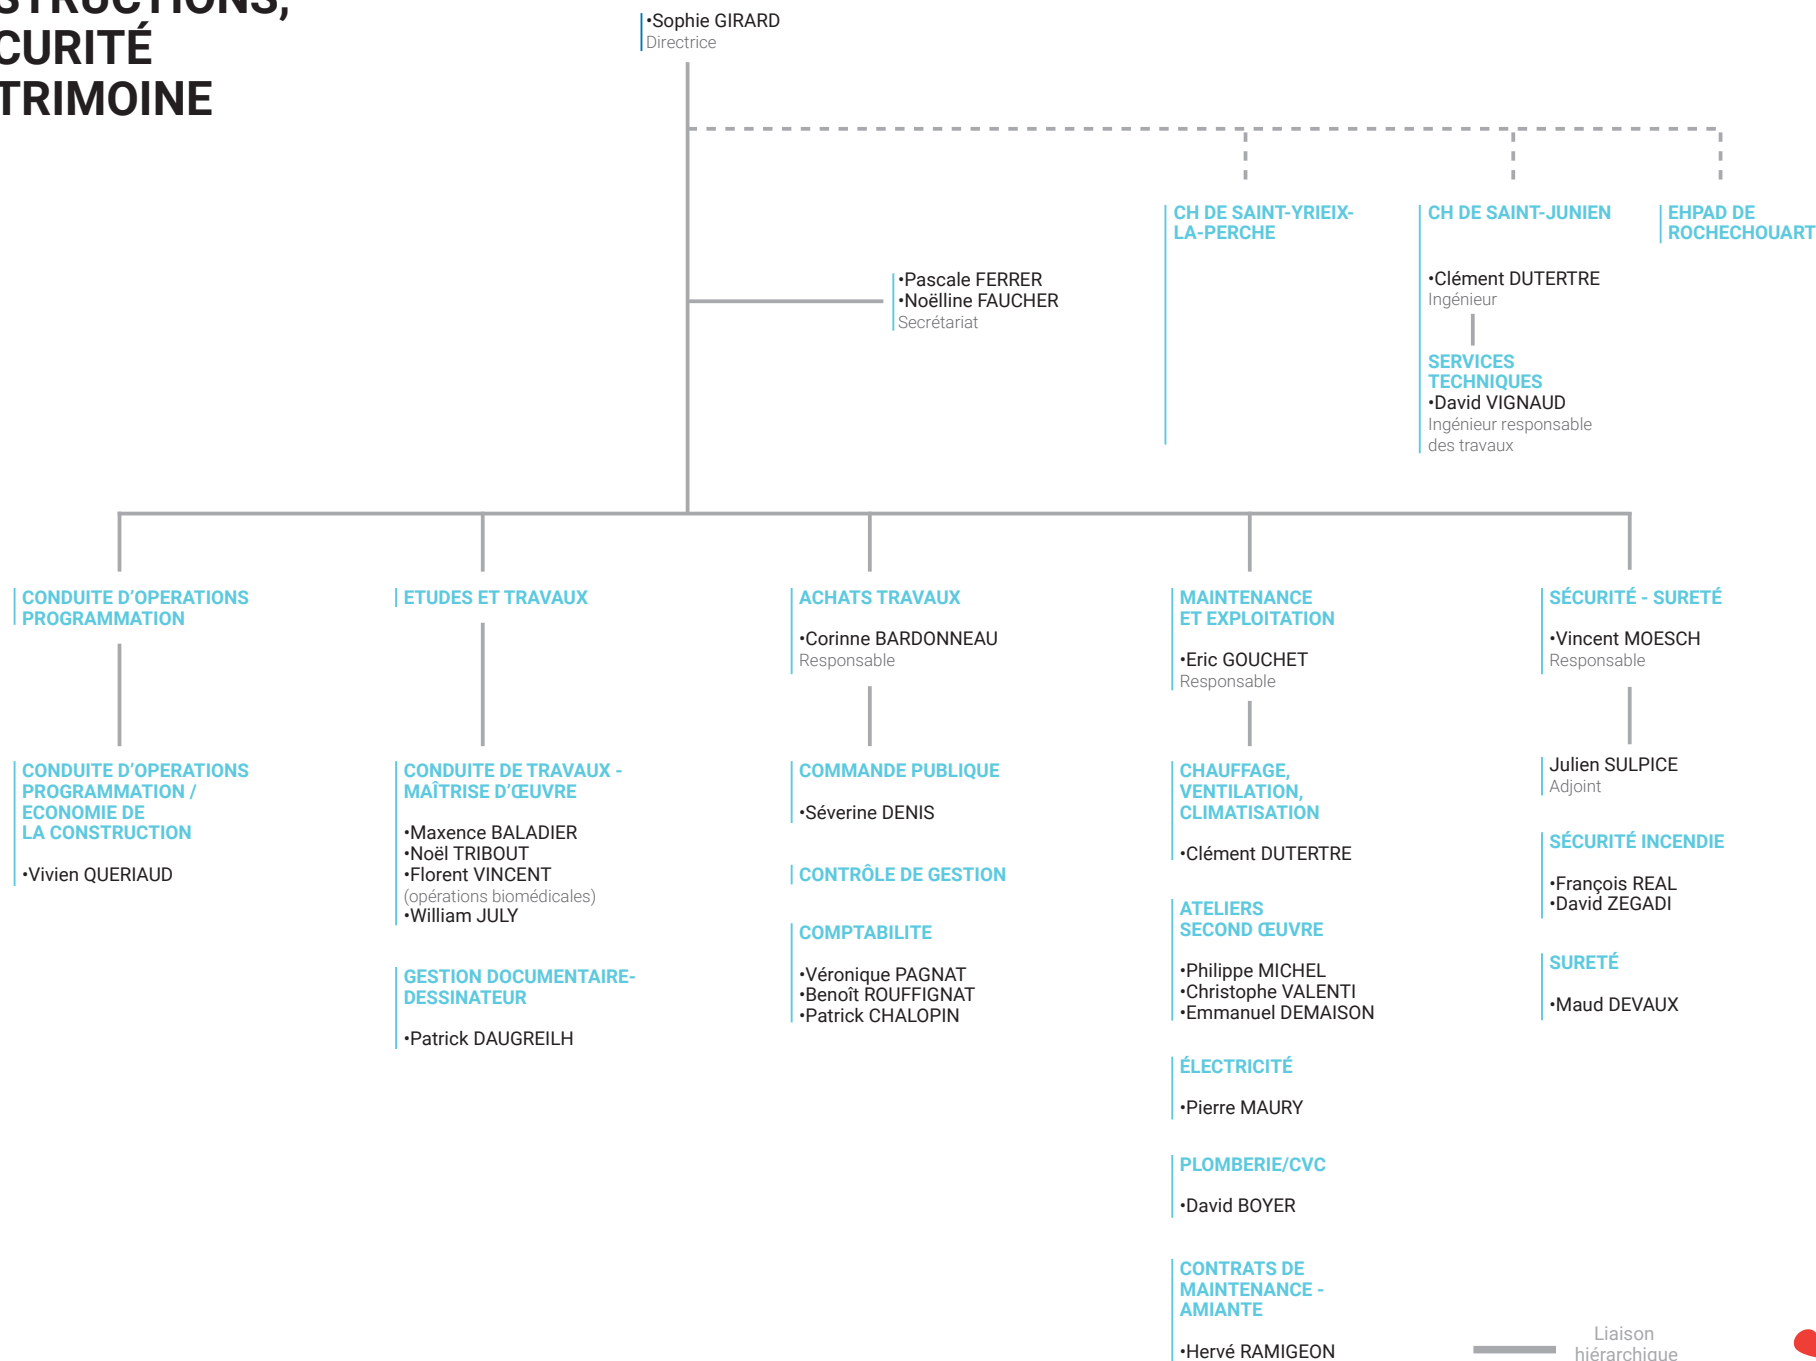 STRUCTIONS,
CURITÉ
TRIMOINE
•Sophie GIRARD
Directrice
CH DE SAINT-YRIEIX-
LA-PERCHE
CH DE SAINT-JUNIEN
•Clément DUTERTRE
Ingénieur
SERVICES
TECHNIQUES
•David VIGNAUD
Ingénieur responsable
des travaux
EHPAD DE
ROCHECHOUART
•Pascale FERRER
•Noëlline FAUCHER
Secrétariat
CONDUITE D'OPERATIONS
PROGRAMMATION
CONDUITE D'OPERATIONS
PROGRAMMATION /
ECONOMIE DE
LA CONSTRUCTION
•Vivien QUERIAUD
ETUDES ET TRAVAUX
CONDUITE DE TRAVAUX -
MAÎTRISE D'ŒUVRE
•Maxence BALADIER
•Noël TRIBOUT
•Florent VINCENT
(opérations biomédicales)
•William JULY
GESTION DOCUMENTAIRE-
DESSINATEUR
•Patrick DAUGREILH
ACHATS TRAVAUX
•Corinne BARDONNEAU
Responsable
COMMANDE PUBLIQUE
•Séverine DENIS
CONTRÔLE DE GESTION
COMPTABILITE
•Véronique PAGNAT
•Benoît ROUFFIGNAT
•Patrick CHALOPIN
MAINTENANCE
ET EXPLOITATION
•Eric GOUCHET
Responsable
CHAUFFAGE,
VENTILATION,
CLIMATISATION
•Clément DUTERTRE
ATELIERS
SECOND ŒUVRE
•Philippe MICHEL
•Christophe VALENTI
•Emmanuel DEMAISON
ÉLECTRICITÉ
•Pierre MAURY
PLOMBERIE/CVC
•David BOYER
CONTRATS DE
MAINTENANCE -
AMIANTE
•Hervé RAMIGEON
SÉCURITÉ - SURETÉ
•Vincent MOESCH
Responsable
Julien SULPICE
Adjoint
SÉCURITÉ INCENDIE
•François REAL
•David ZEGADI
SURETÉ
•Maud DEVAUX
Liaison
hiérarchique